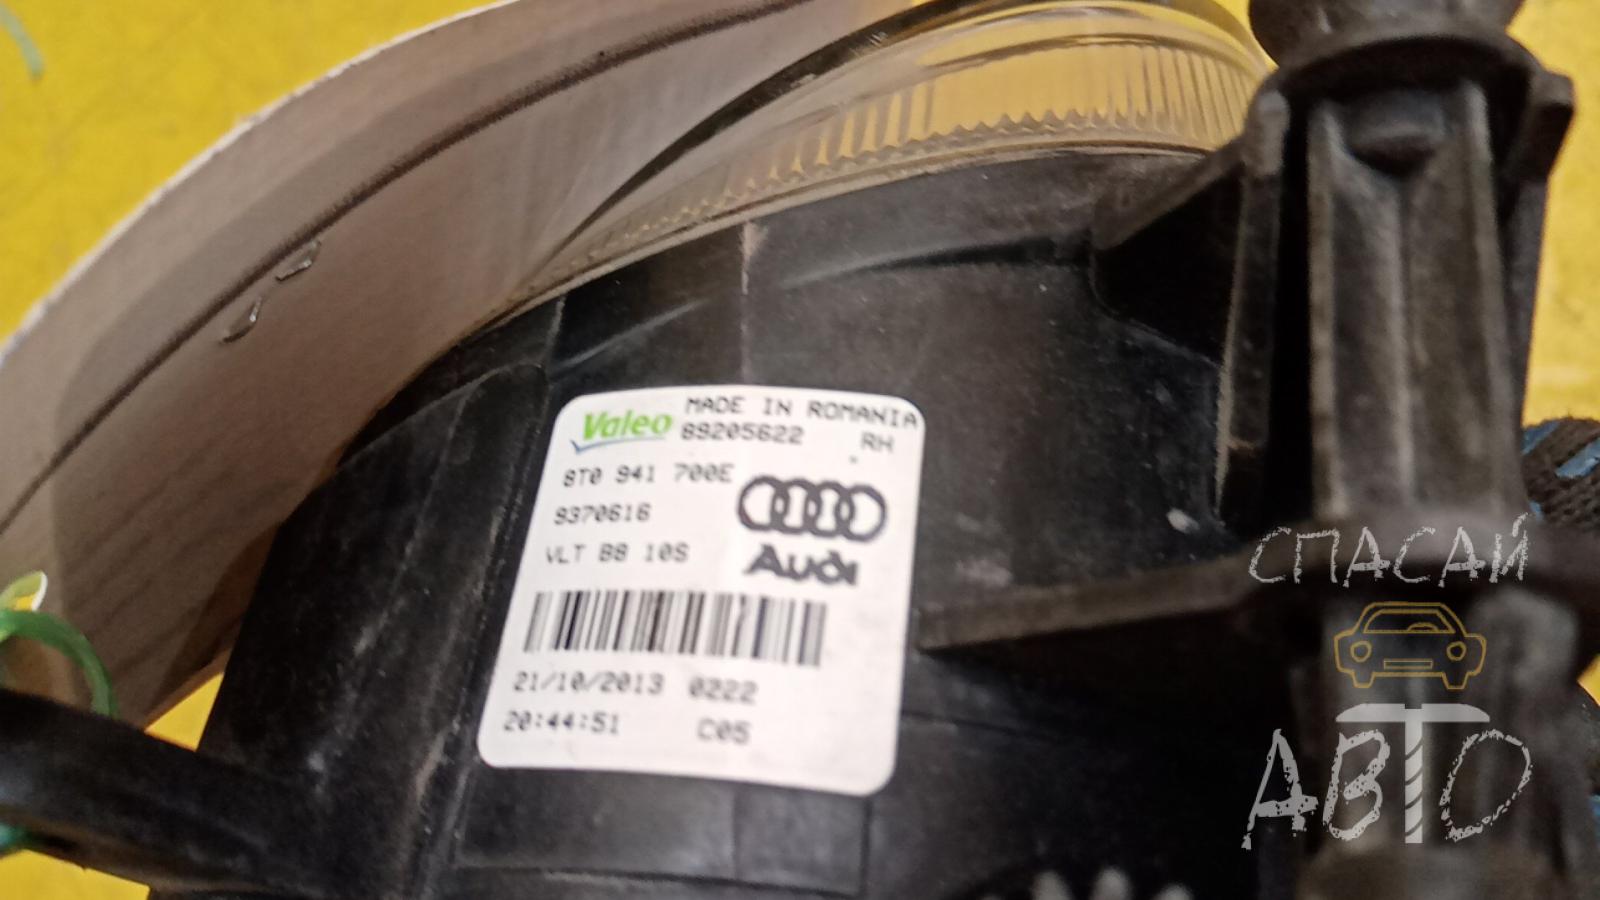 MADE IN ROMANIA
Valeo 89205622 RH
8T0 941 700E
9370616
VLT B8 10S
Audi
21/10/2013 0222
20:44:51 C05
СПАСАЙ
АВТО